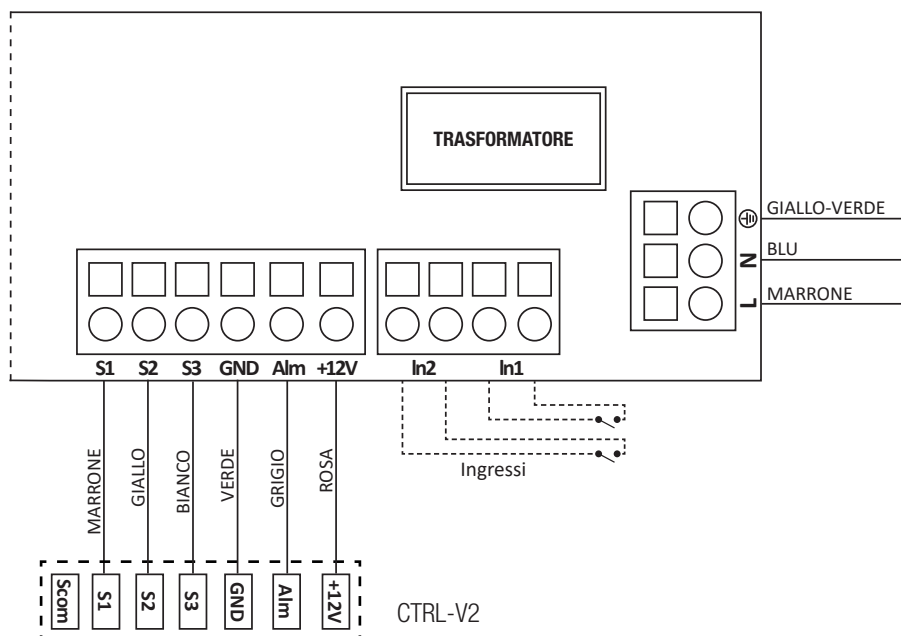 TRASFORMATORE
GIALLO-VERDE
N BLU
L MARRONE
S1 S2 S3 GND Alm +12V In2 In1
MARRONE
GIALLO
BIANCO
VERDE
GRIGIO
ROSA
Ingressi
Scom S1 S2 S3 GND Alm +12V
CTRL-V2